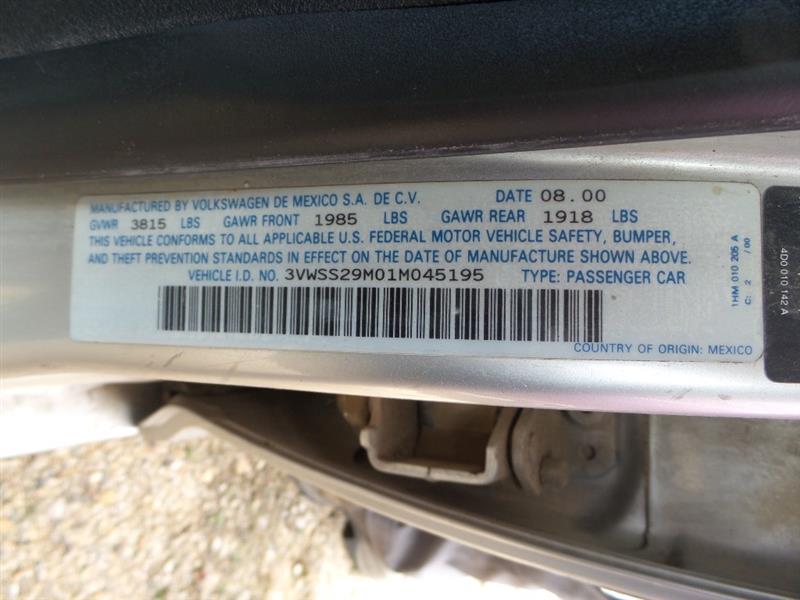 MANUFACTURED BY VOLKSWAGEN DE MEXICO S.A. DE C.V. DATE 08.00
GVWR 3815 LBS GAWR FRONT 1985 LBS GAWR REAR 1918 LBS
THIS VEHICLE CONFORMS TO ALL APPLICABLE U.S. FEDERAL MOTOR VEHICLE SAFETY, BUMPER,
AND THEFT PREVENTION STANDARDS IN EFFECT ON THE DATE OF MANUFACTURE SHOWN ABOVE.
VEHICLE I.D. NO. 3VWSS29M01M045195 TYPE: PASSENGER CAR
COUNTRY OF ORIGIN: MEXICO
1HM 010 205 A
C: 2 / 00
4D0 010 142 A